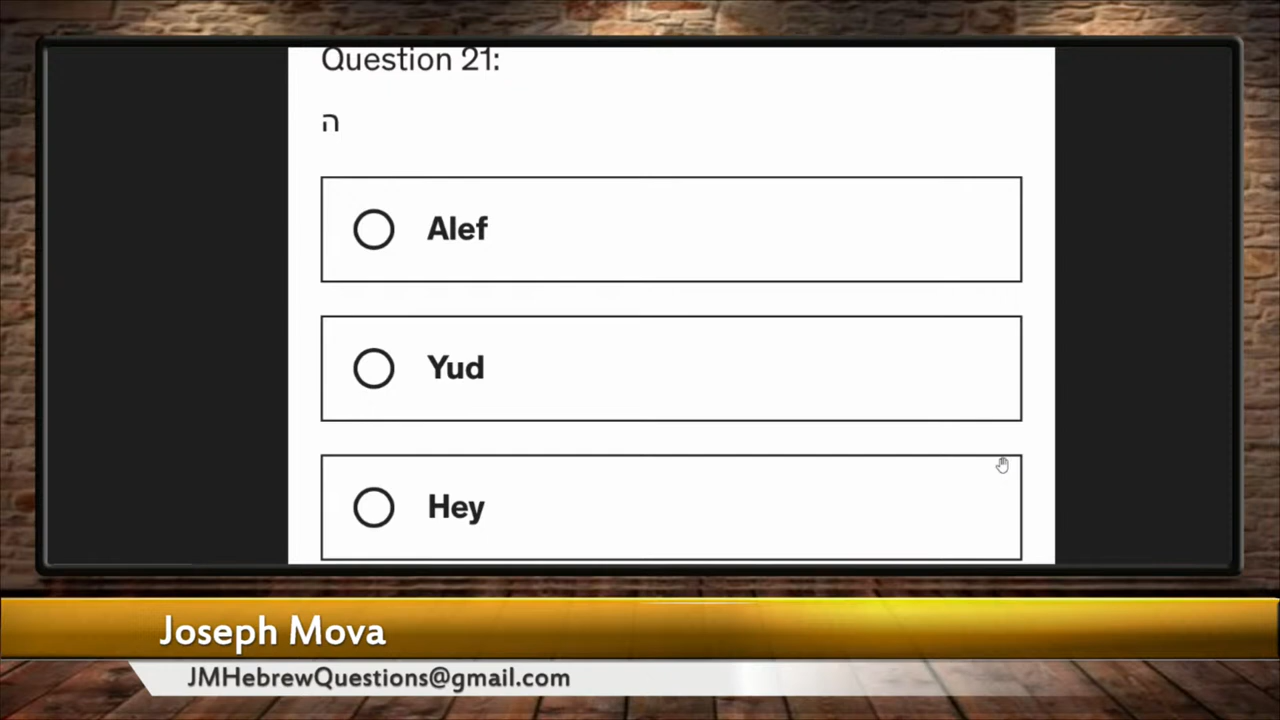 Question 21:
ה
Alef
Yud
Hey
Joseph Mova
JMHebrewQuestions@gmail.com